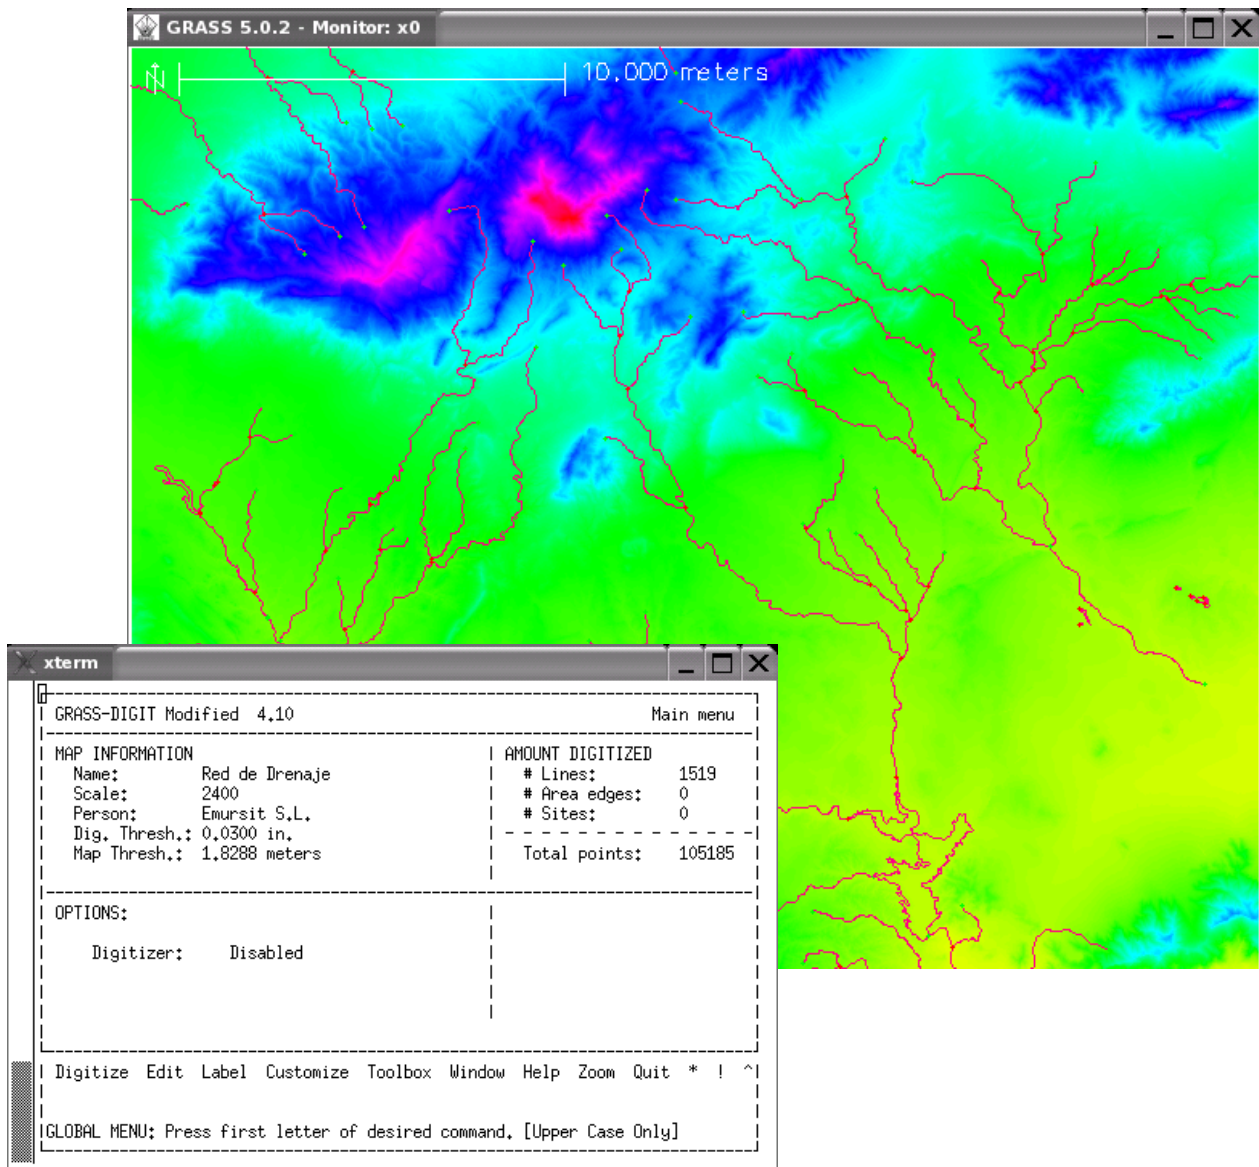 GRASS 5.0.2 - Monitor: x0
N
10,000 meters
xterm
GRASS-DIGIT Modified 4.10 Main menu
MAP INFORMATION AMOUNT DIGITIZED
Name: Red de Drenaje # Lines: 1519
Scale: 2400 # Area edges: 0
Person: Emursit S.L. # Sites: 0
Dig. Thresh.: 0.0300 in.
Map Thresh.: 1.8288 meters Total points: 105185
OPTIONS:
Digitizer: Disabled
Digitize Edit Label Customize Toolbox Window Help Zoom Quit * ! ^
GLOBAL MENU: Press first letter of desired command. [Upper Case Only]